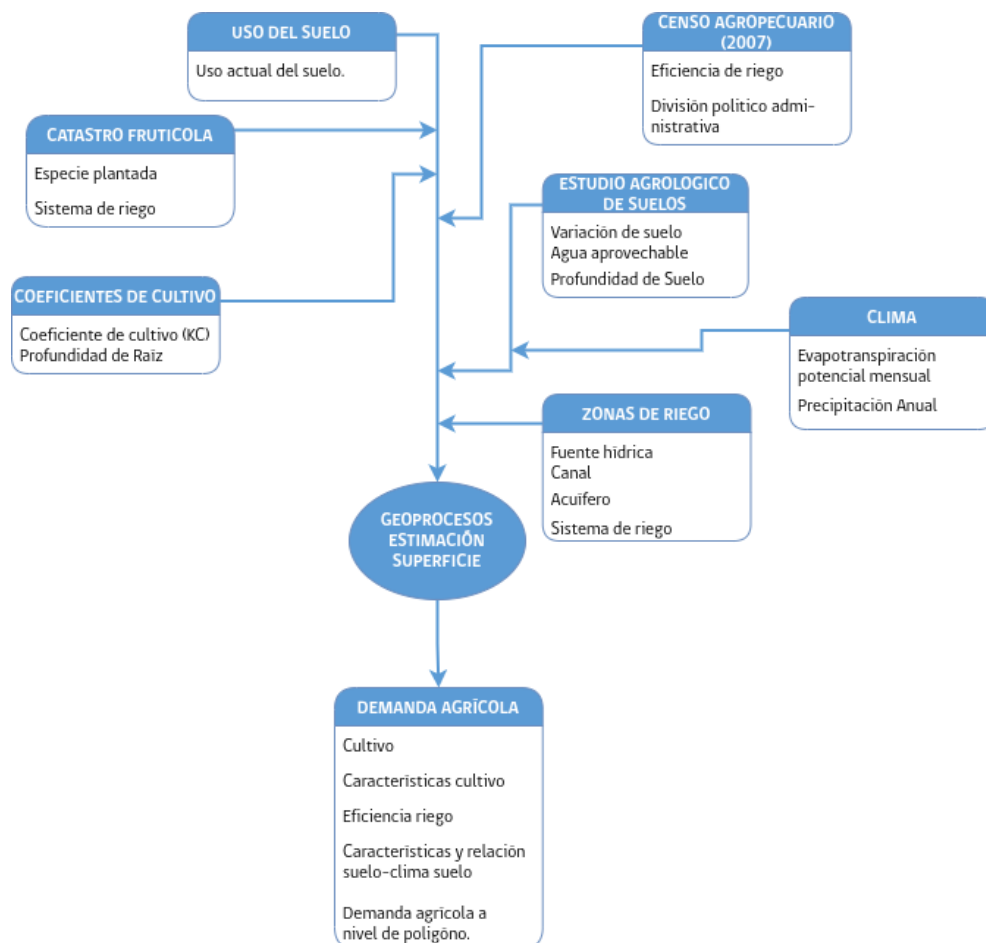 USO DEL SUELO
Uso actual del suelo.
CENSO AGROPECUARIO
(2007)
Eficiencia de riego
División politico admi-
nistrativa
CATASTRO FRUTICOLA
Especie plantada
Sistema de riego
ESTUDIO AGROLOGICO
DE SUELOS
Variación de suelo
Agua aprovechable
Profundidad de Suelo
COEFICIENTES DE CULTIVO
Coeficiente de cultivo (KC)
Profundidad de Raíz
CLIMA
Evapotranspiración
potencial mensual
Precipitación Anual
ZONAS DE RIEGO
Fuente hídrica
Canal
Acuífero
Sistema de riego
GEOPROCESOS
ESTIMACIÓN
SUPERFICIE
DEMANDA AGRÍCOLA
Cultivo
Características cultivo
Eficiencia riego
Características y relación
suelo-clima suelo
Demanda agrícola a
nivel de poligóno.